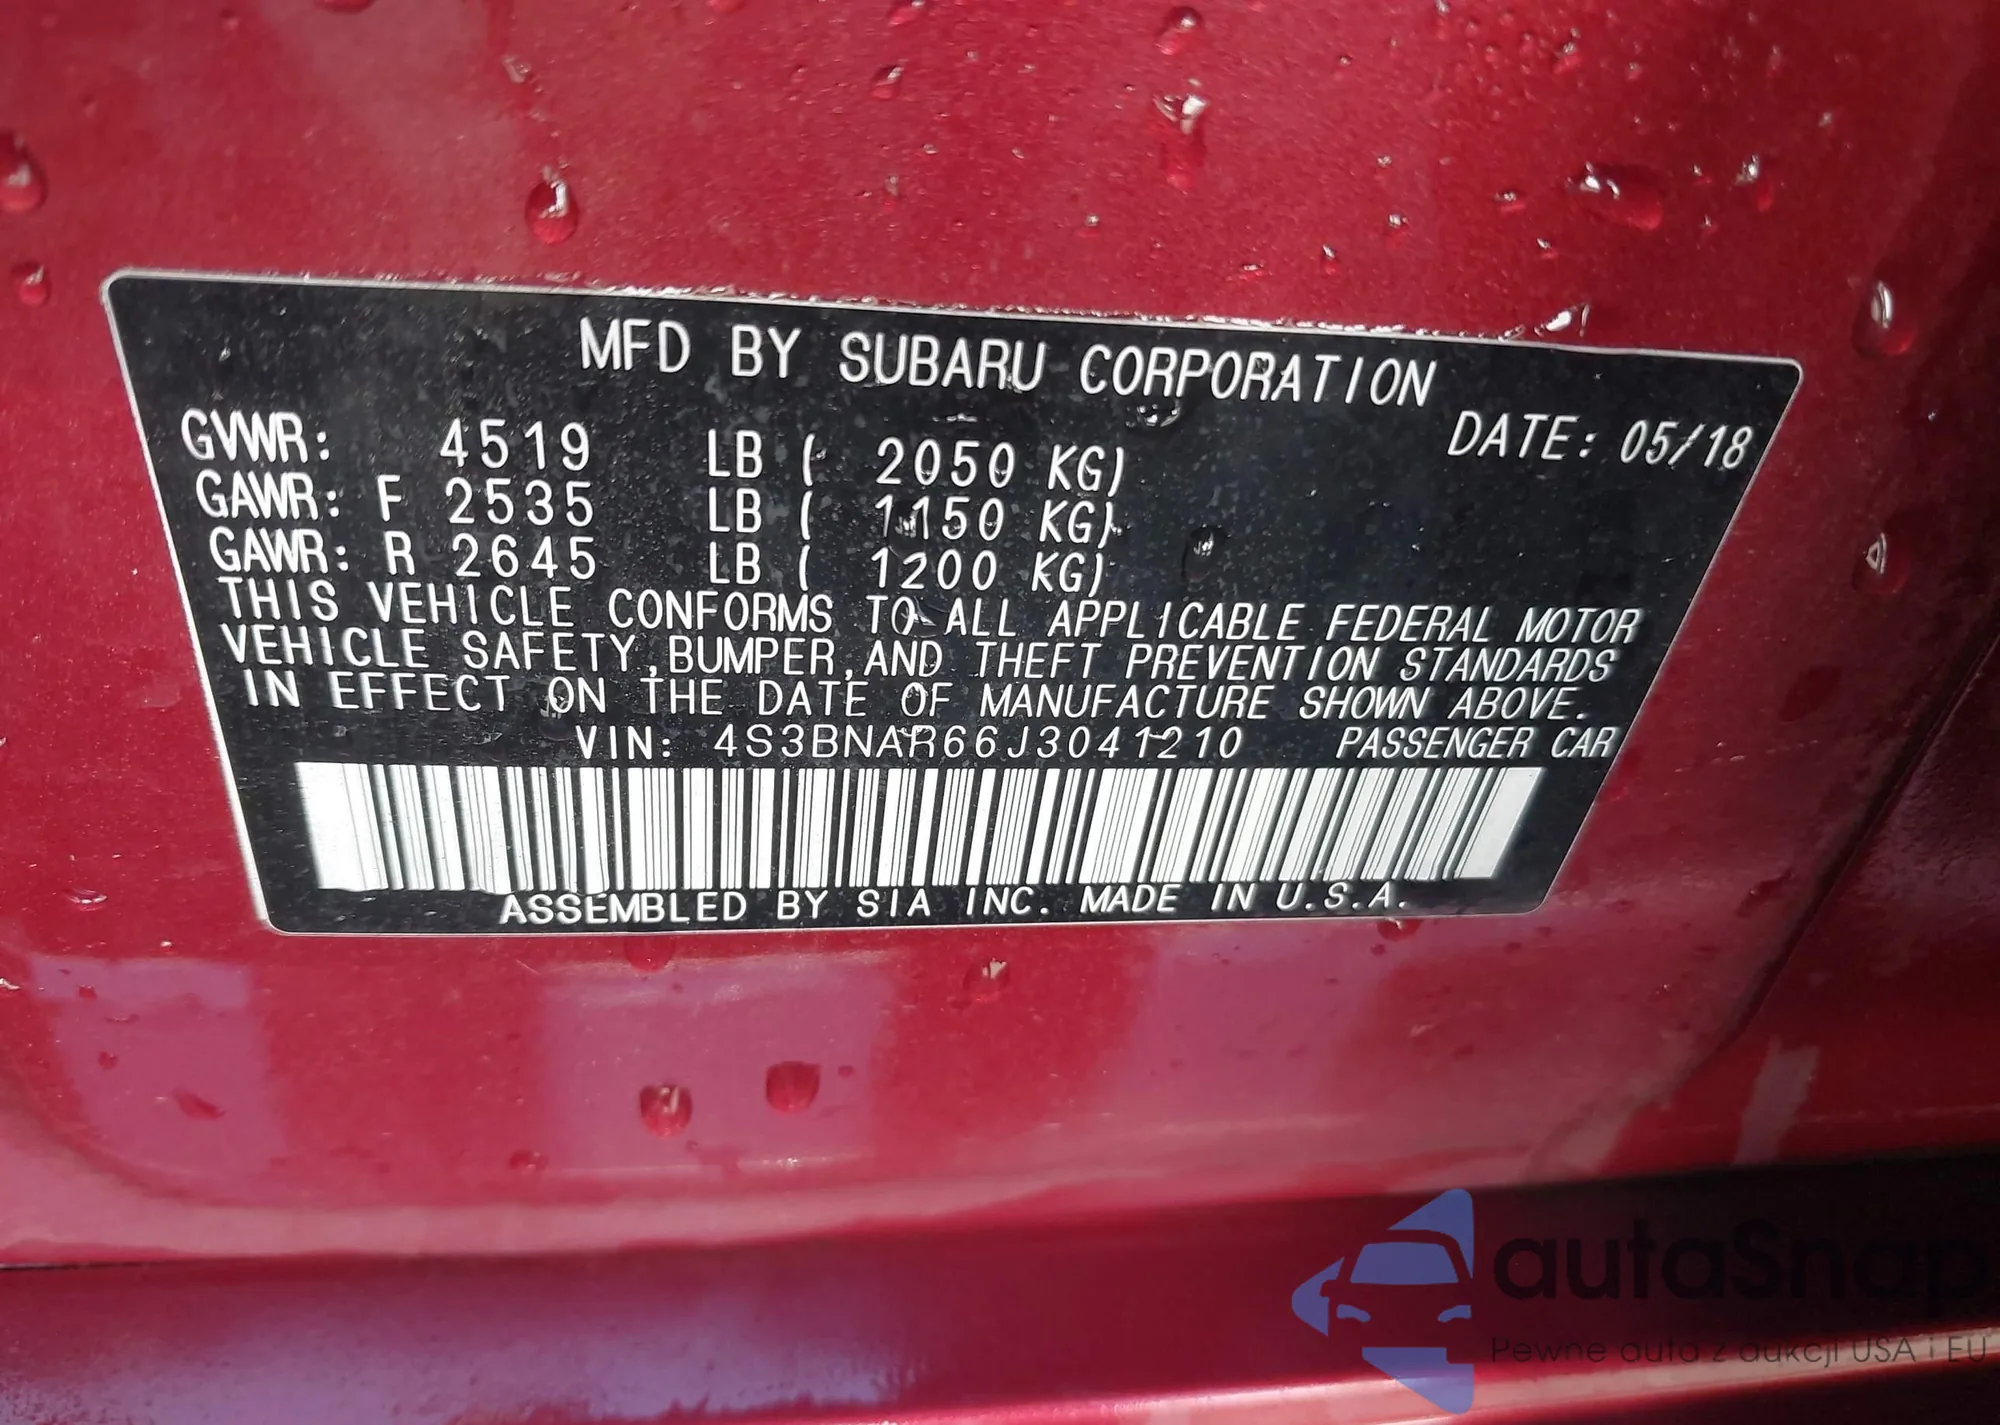 MFD BY SUBARU CORPORATION
DATE: 05/18
GVWR: 4519 LB ( 2050 KG)
GAWR: F 2535 LB ( 1150 KG)
GAWR: R 2645 LB ( 1200 KG)
THIS VEHICLE CONFORMS TO ALL APPLICABLE FEDERAL MOTOR
VEHICLE SAFETY,BUMPER,AND THEFT PREVENTION STANDARDS
IN EFFECT ON THE DATE OF MANUFACTURE SHOWN ABOVE.
VIN: 4S3BNAR66J3041210 PASSENGER CAR
ASSEMBLED BY SIA INC. MADE IN U.S.A.
autaSnap
Pewne auta z aukcji USA i EU